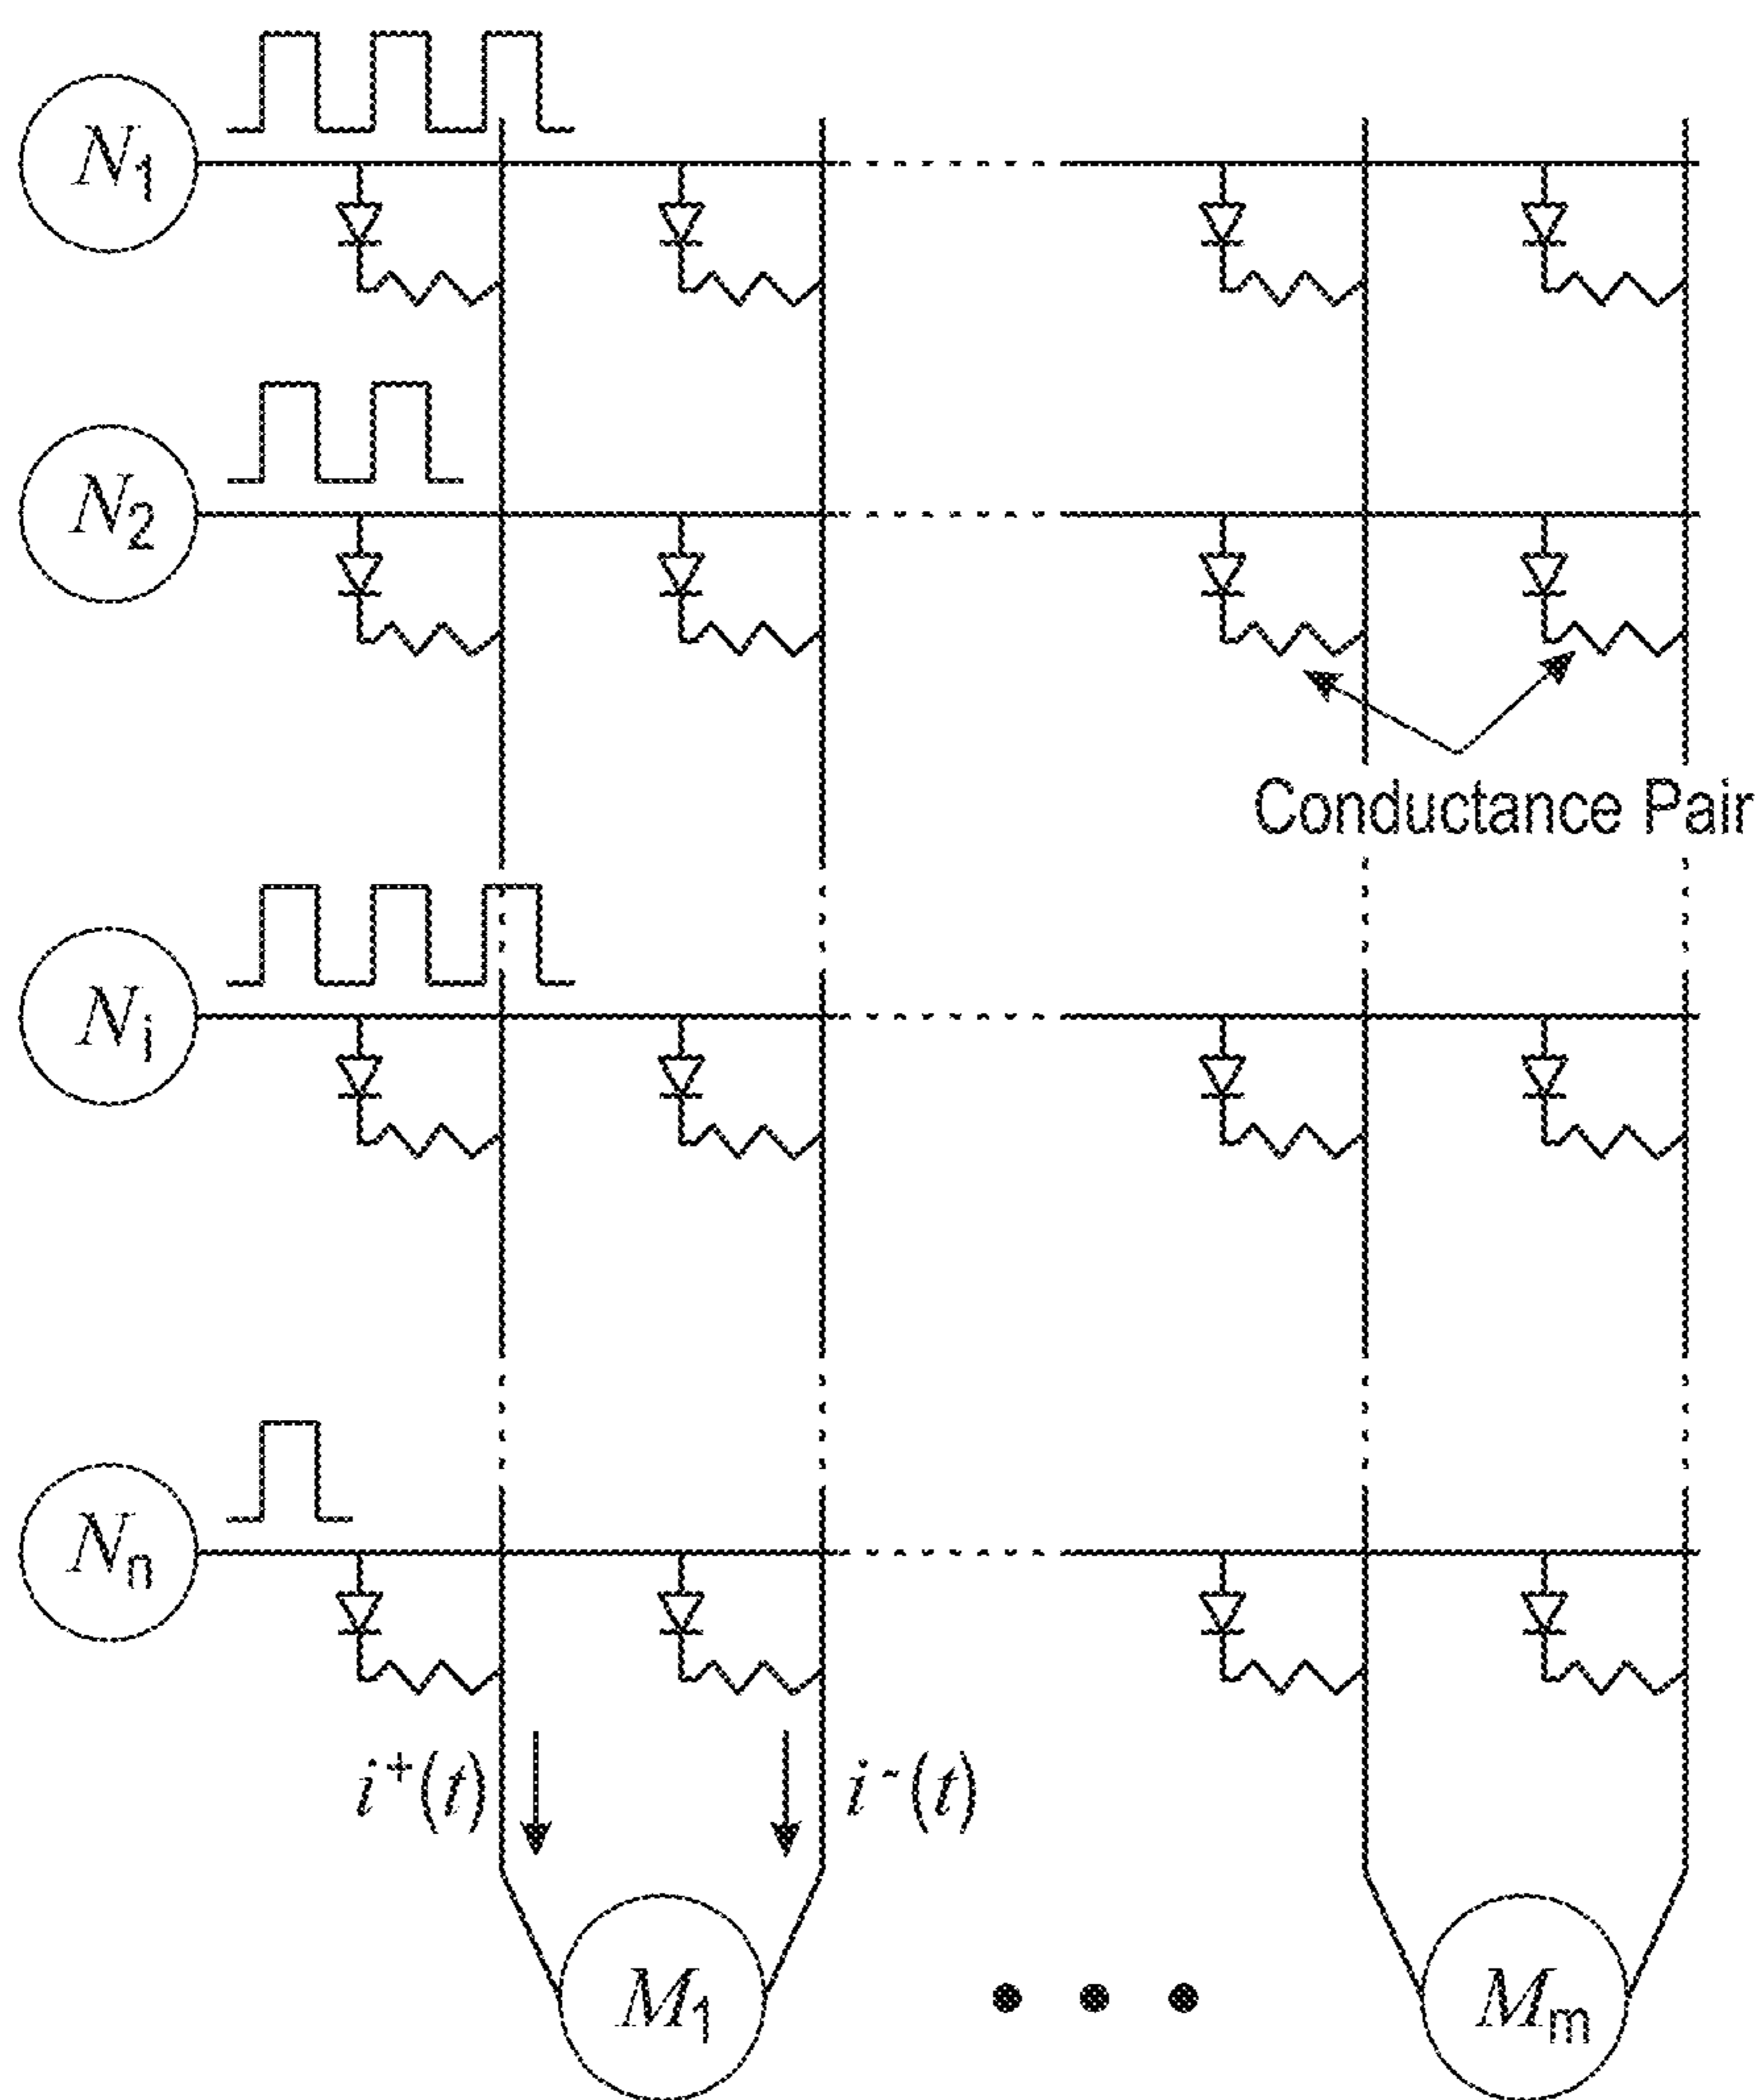 N1
N2
Conductance Pair
Ni
Nn
i+(t)
i-(t)
M1
Mm